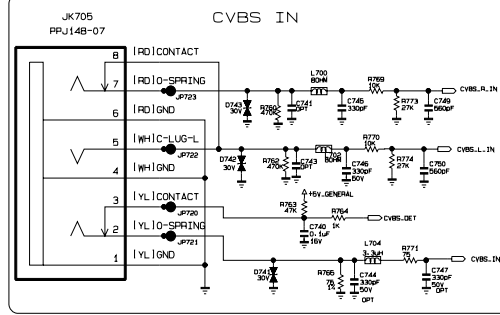 JK705
PPJ148-07
CVBS IN
8 [RD]CONTACT
7 [RD]O-SPRING
JP723
6 [RD]GND
5 [WH]C-LUG-L
JP722
4 [WH]GND
3 [YL]CONTACT
JP720
2 [YL]O-SPRING
JP721
1 [YL]GND
D743
30V
R760
470K
C741
OPT
L700
80HM
C745
330pF
R769
10K
R773
27K
C749
560pF
CVBS_R_IN
D742
30V
R762
470K
C743
OPT
80HM
C746
330pF
50V
R770
10K
R774
27K
C750
560pF
CVBS_L_IN
+5V_GENERAL
R763
47K
R764
1K
C740
0.1uF
16V
CVBS_DET
D741
30V
R765
75
1%
C744
330pF
50V
OPT
L704
3.3uH
R771
75
C747
330pF
50V
OPT
CVBS_IN